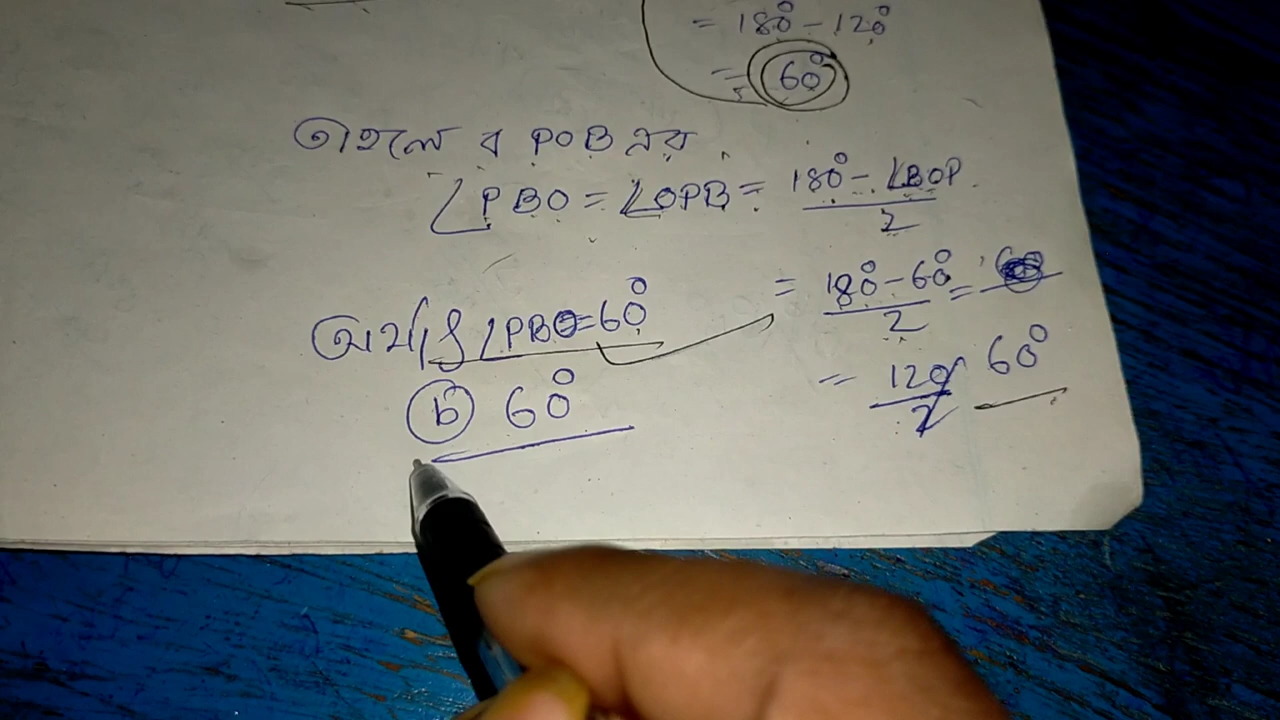 = 180° - 120°
= 60°
তাহলে ব POB এর
∠PBO = ∠OPB = 180° - ∠BOP / 2
= 180° - 60° / 2 =
অর্থাৎ ∠PBO = 60°
= 120 / 2 60°
b 60°